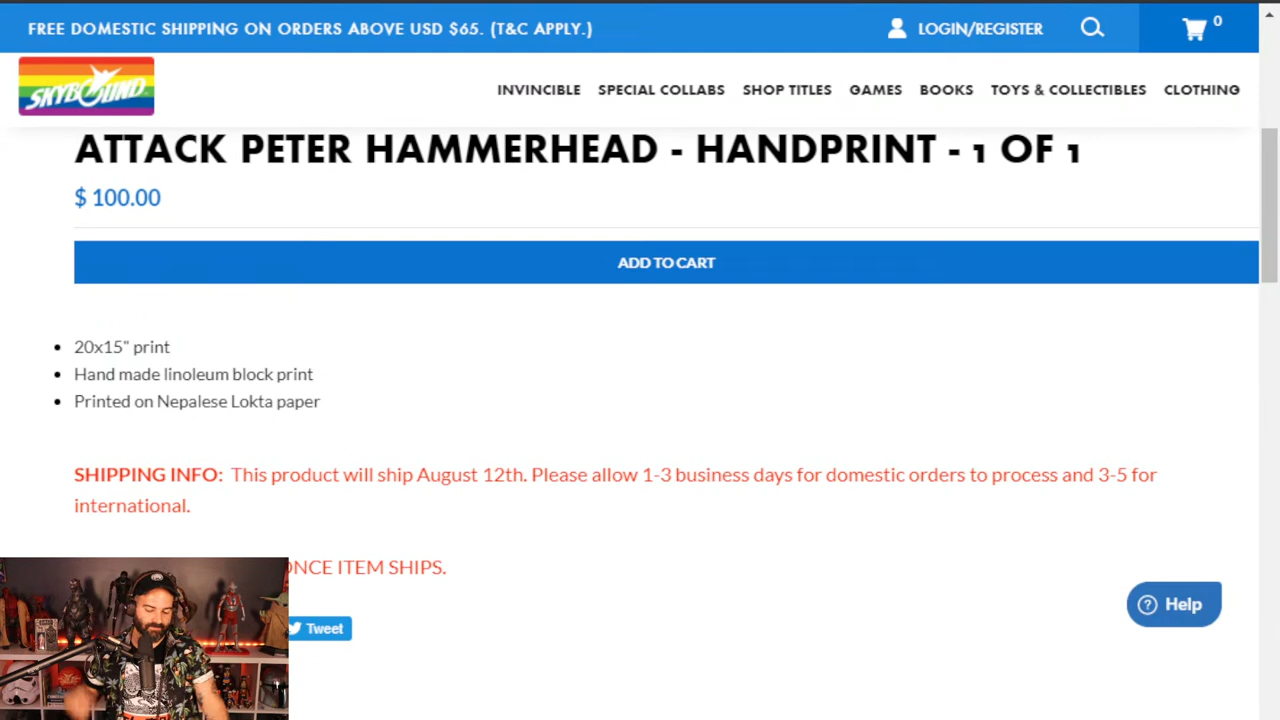 FREE DOMESTIC SHIPPING ON ORDERS ABOVE USD $65. (T&C APPLY.)
LOGIN/REGISTER
0
SKYBOUND
INVINCIBLE SPECIAL COLLABS SHOP TITLES GAMES BOOKS TOYS & COLLECTIBLES CLOTHING
ATTACK PETER HAMMERHEAD - HANDPRINT - 1 OF 1
$ 100.00
ADD TO CART
20x15" print
Hand made linoleum block print
Printed on Nepalese Lokta paper
SHIPPING INFO: This product will ship August 12th. Please allow 1-3 business days for domestic orders to process and 3-5 for
international.
ONCE ITEM SHIPS.
Help
Tweet